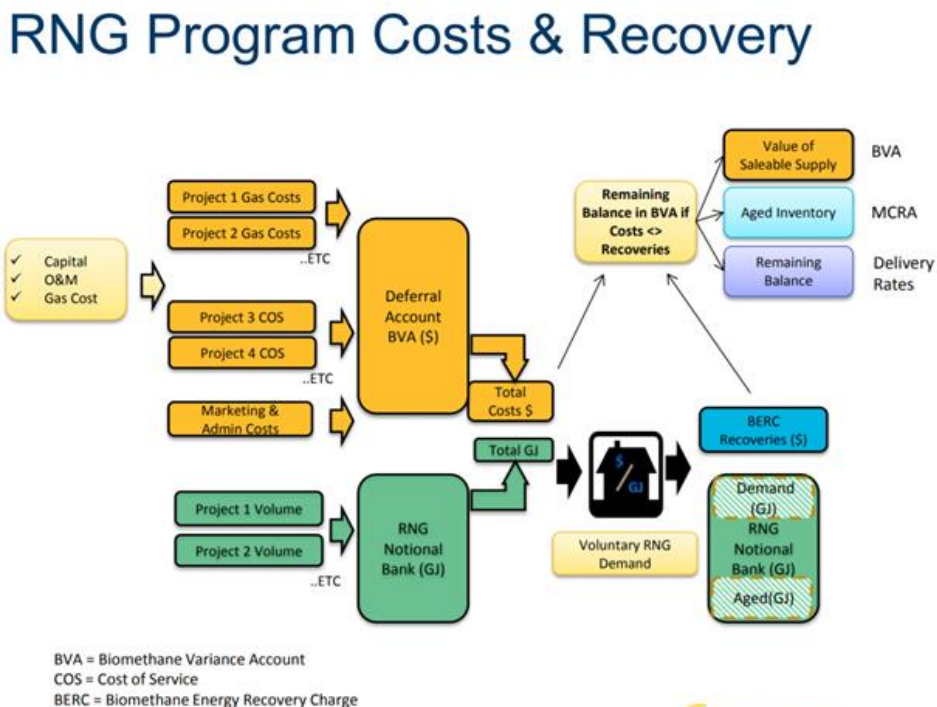 RNG Program Costs & Recovery
Capital
O&M
Gas Cost
Project 1 Gas Costs
Project 2 Gas Costs
..ETC
Project 3 COS
Project 4 COS
..ETC
Marketing &
Admin Costs
Deferral
Account
BVA ($)
Total
Costs $
Project 1 Volume
Project 2 Volume
..ETC
RNG
Notional
Bank (GJ)
Total GJ
$
/
GJ
Voluntary RNG
Demand
Remaining
Balance in BVA if
Costs <>
Recoveries
Value of
Saleable Supply
BVA
Aged Inventory
MCRA
Remaining
Balance
Delivery
Rates
BERC
Recoveries ($)
Demand
(GJ)
RNG
Notional
Bank (GJ)
Aged(GJ)
BVA = Biomethane Variance Account
COS = Cost of Service
BERC = Biomethane Energy Recovery Charge